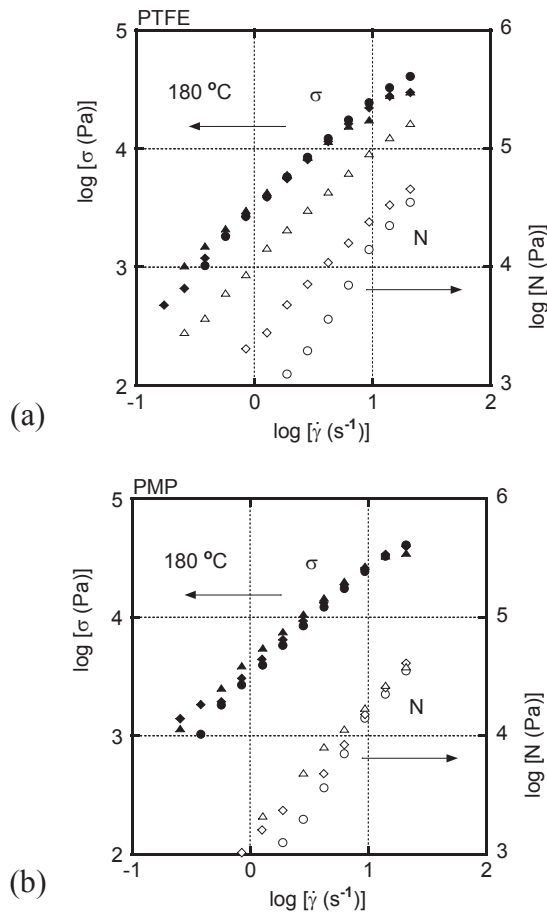 PTFE
5
6
180 ºC
σ
4
5
log [σ (Pa)]
log [N (Pa)]
N
3
4
2
3
-1 0 1 2
log [γ̇ (s⁻¹)]
(a)
PMP
5
6
180 ºC
σ
4
5
log [σ (Pa)]
log [N (Pa)]
N
3
4
2
3
-1 0 1 2
log [γ̇ (s⁻¹)]
(b)